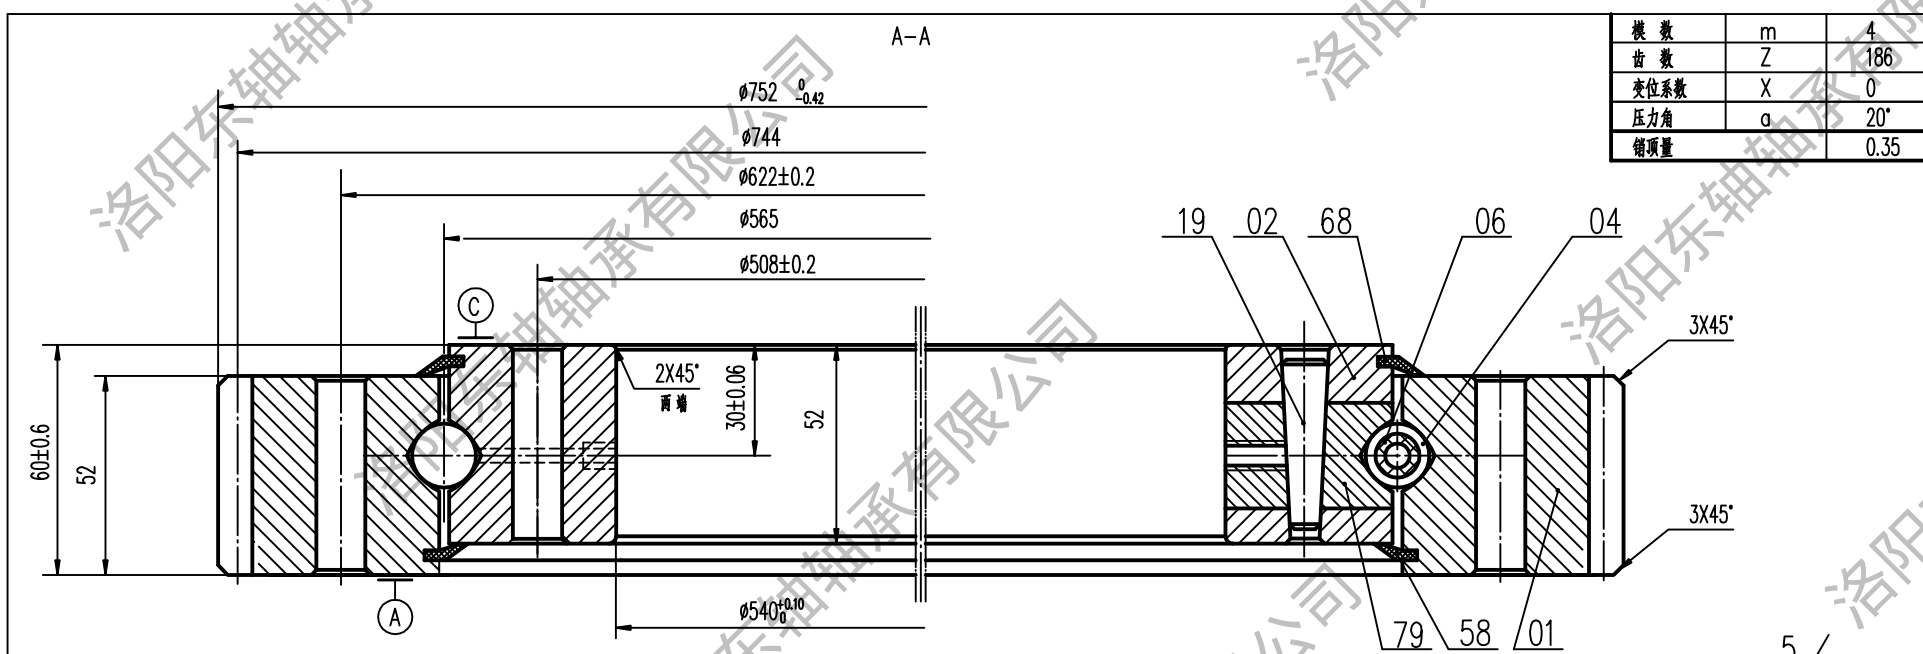 A-A
模数 m 4
齿数 Z 186
变位系数 X 0
压力角 α 20°
销顶量 0.35
ø752 0 -0.42
ø744
ø622±0.2
ø565
ø508±0.2
19
02
68
06
04
C
3X45°
2X45°
两端
30±0.06
52
60±0.6
52
3X45°
A
ø540 +0.10 0
79
58
01
5
洛阳东轴轴承有限公司
洛阳东轴轴承有限公司
洛阳东轴轴承有限公司